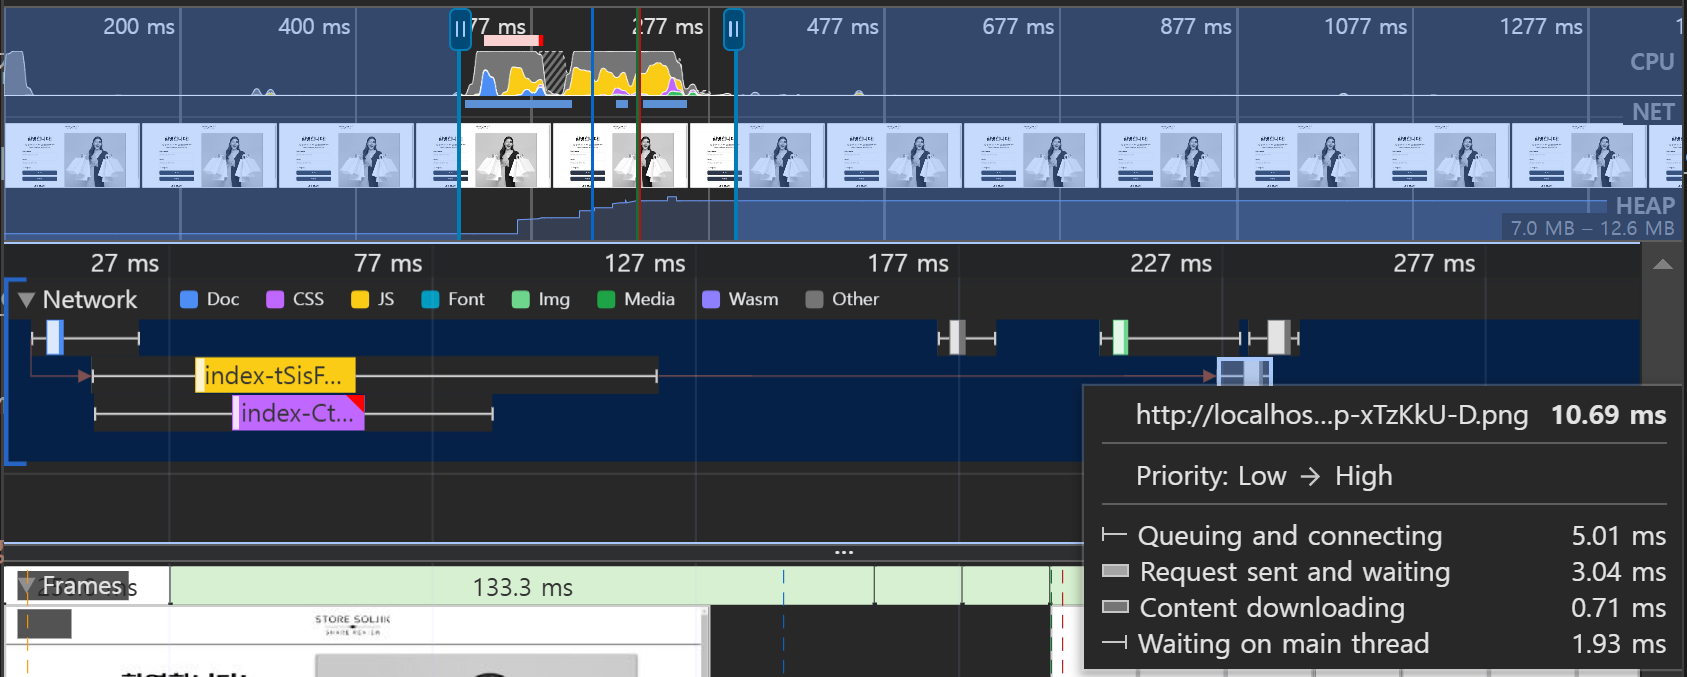 200 ms 400 ms 77 ms 277 ms 477 ms 677 ms 877 ms 1077 ms 1277 ms
CPU
NET
HEAP
7.0 MB – 12.6 MB
27 ms 77 ms 127 ms 177 ms 227 ms 277 ms
Network Doc CSS JS Font Img Media Wasm Other
index-tSisF...
index-Ct...
http://localhos...p-xTzKkU-D.png 10.69 ms
Priority: Low → High
Queuing and connecting 5.01 ms
Request sent and waiting 3.04 ms
Content downloading 0.71 ms
Waiting on main thread 1.93 ms
...
Frames 133.3 ms
STORE SOLJIK
SHARE REVIEW